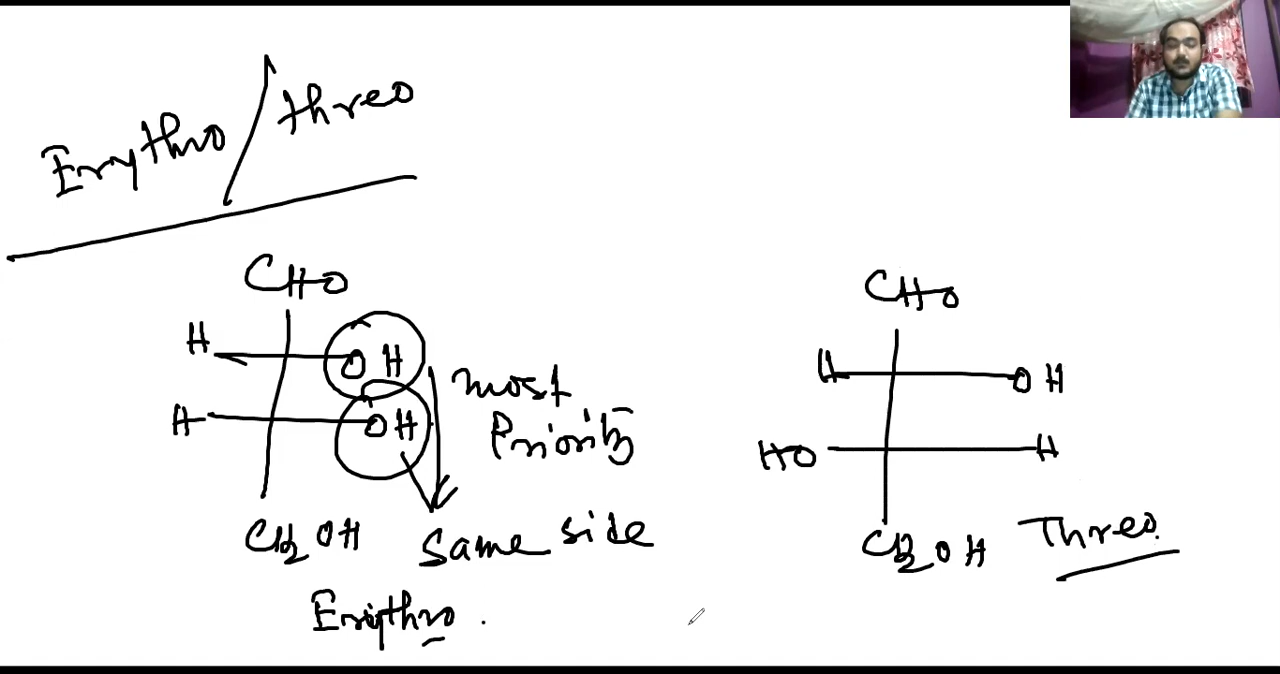 Erythro / threo
CHO
H OH
H OH
most
Priority
CH2OH
Same side
Erythro.
CHO
H OH
HO H
CH2OH
Threo.